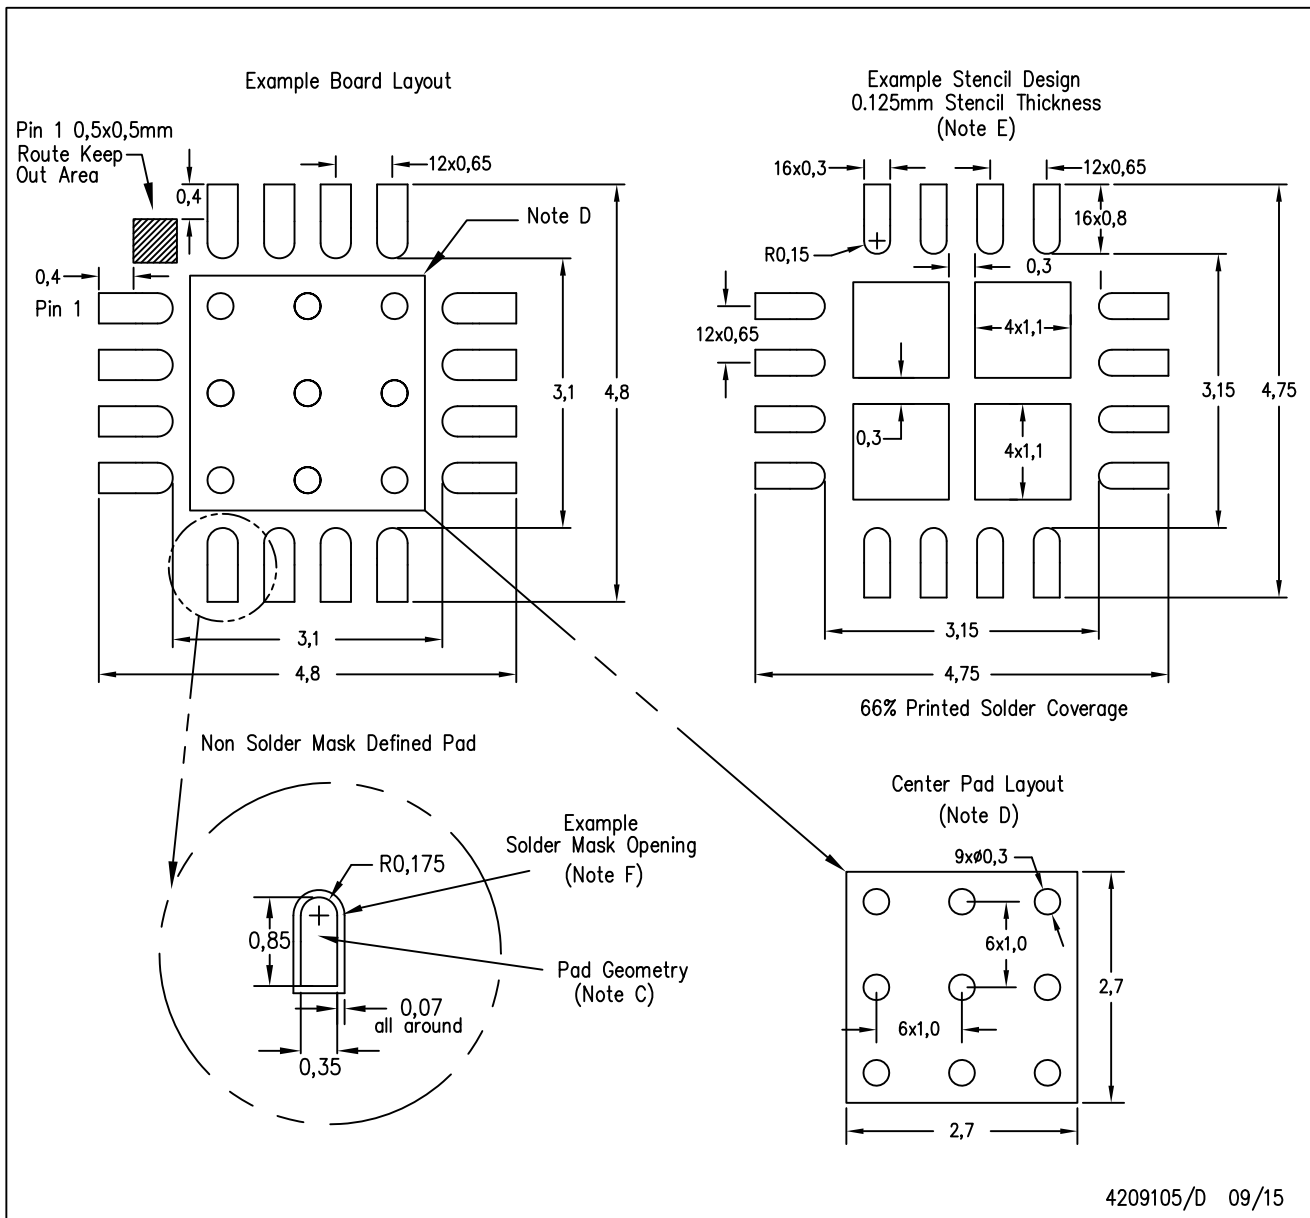 Example Board Layout
Pin 1 0,5x0,5mm
Route Keep
Out Area
12x0,65
0,4
Note D
0,4
Pin 1
3,1
4,8
3,1
4,8
Example Stencil Design
0.125mm Stencil Thickness
(Note E)
16x0,3
12x0,65
16x0,8
R0,15
0,3
12x0,65
4x1,1
3,15
4,75
0,3
4x1,1
3,15
4,75
66% Printed Solder Coverage
Non Solder Mask Defined Pad
Example
Solder Mask Opening
(Note F)
R0,175
0,85
Pad Geometry
(Note C)
0,07
all around
0,35
Center Pad Layout
(Note D)
9xø0,3
6x1,0
2,7
6x1,0
2,7
4209105/D 09/15